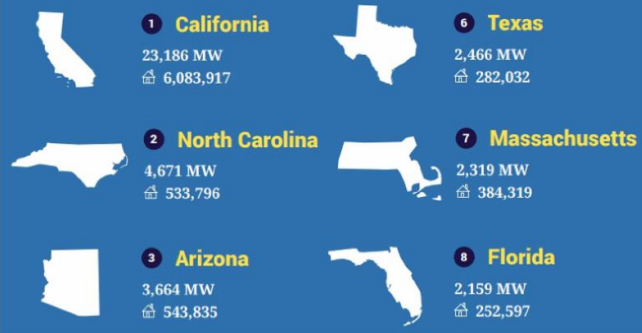 1 California
23,186 MW
6,083,917
2 North Carolina
4,671 MW
533,796
3 Arizona
3,664 MW
543,835
6 Texas
2,466 MW
282,032
7 Massachusetts
2,319 MW
384,319
8 Florida
2,159 MW
252,597